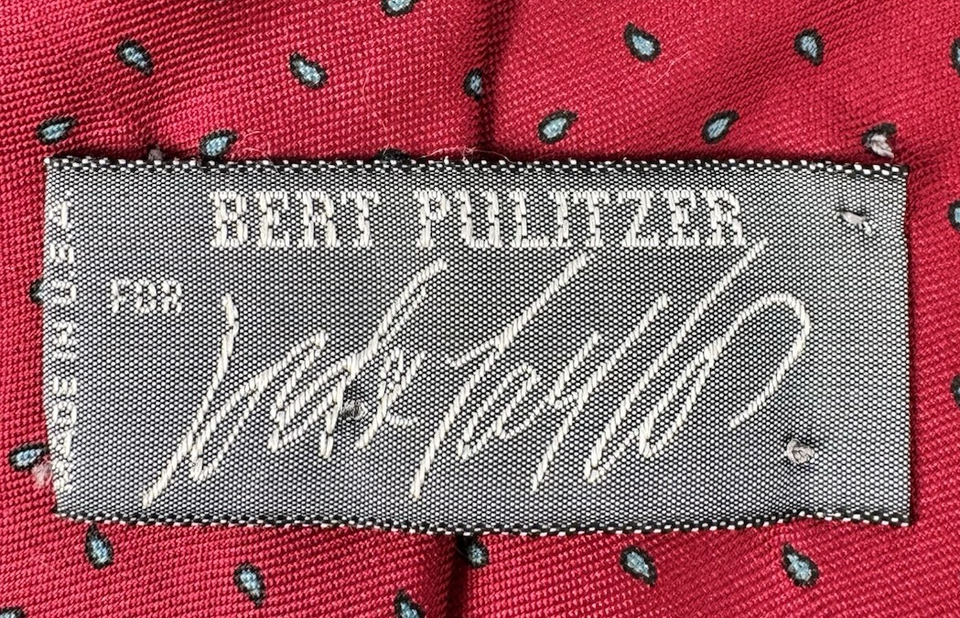 BERT PULITZER
FOR
Lord & Taylor
MADE IN U.S.A